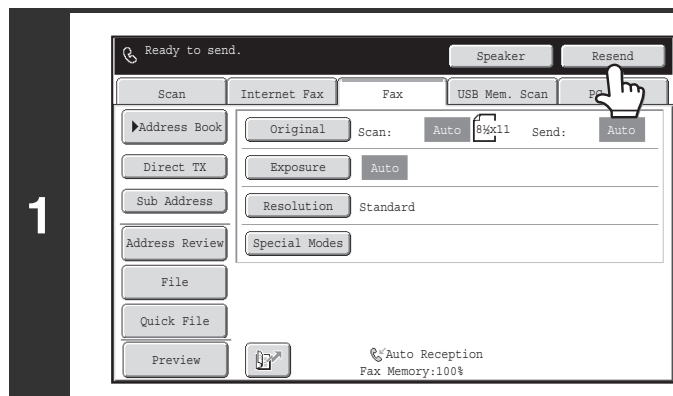 1
Ready to send.
Speaker
Resend
Scan
Internet Fax
Fax
USB Mem. Scan
Address Book
Original
Scan:
Auto
8½x11
Send:
Auto
Direct TX
Exposure
Auto
Sub Address
Resolution
Standard
Address Review
Special Modes
File
Quick File
Preview
Auto Reception
Fax Memory:100%